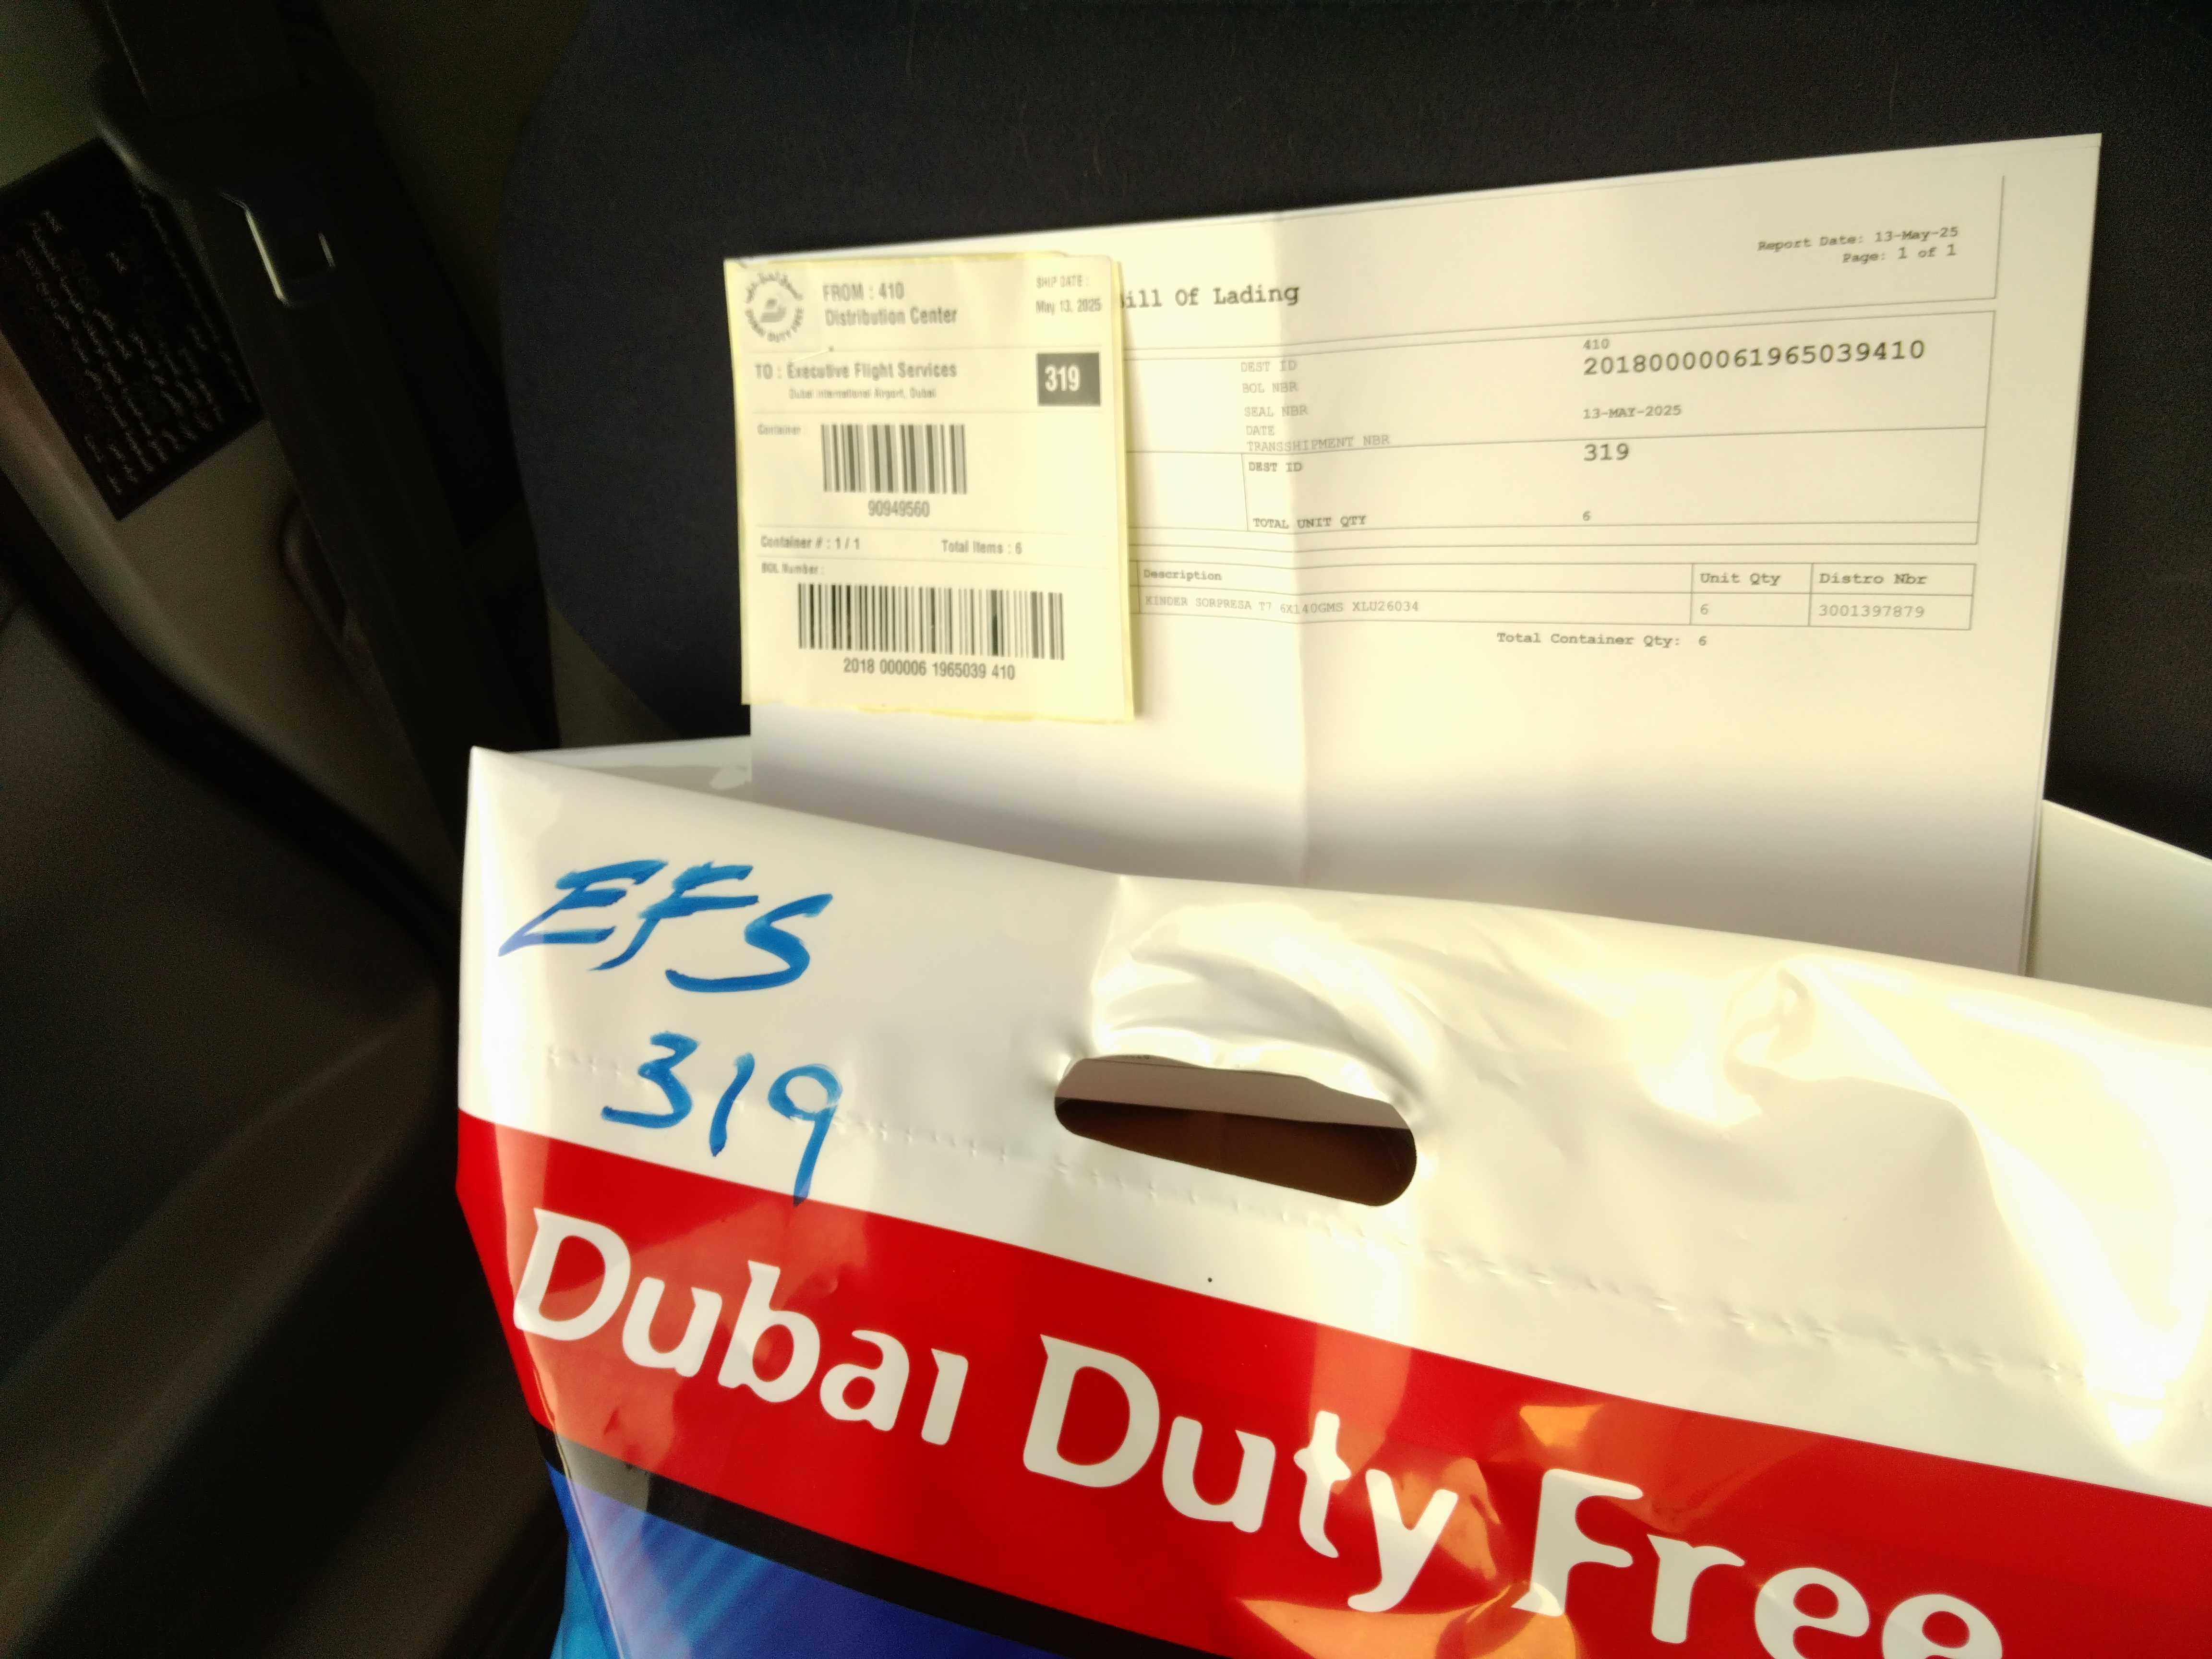 FROM : 410
Distribution Center
SHIP DATE :
May 13, 2025
TO : Executive Flight Services
Dubai International Airport, Dubai
319
Container :
90949560
Container # : 1 / 1
Total Items : 6
BOL Number :
2018 000006 1965039 410
Report Date: 13-May-25
Page: 1 of 1
ill Of Lading
410
DEST ID
20180000061965039410
BOL NBR
SEAL NBR
13-MAY-2025
DATE
TRANSSHIPMENT NBR
DEST ID
319
TOTAL UNIT QTY
6
Description
Unit Qty
Distro Nbr
KINDER SORPRESA T7 6X140GMS XLU26034
6
3001397879
Total Container Qty: 6
EFS
319
Dubai Duty Free